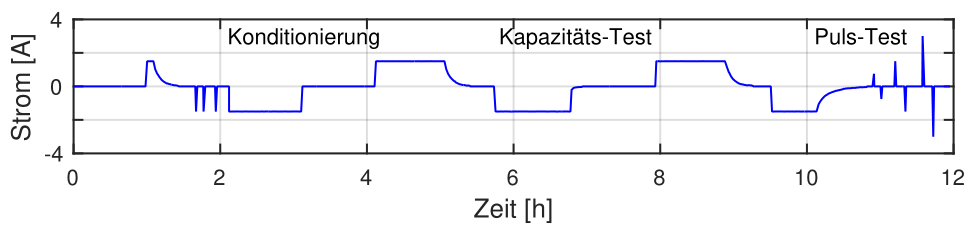 Konditionierung Kapazitäts-Test Puls-Test
Strom [A]
4
0
-4
0 2 4 6 8 10 12
Zeit [h]